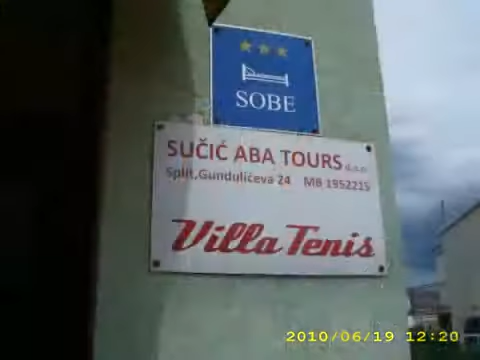 SOBE
SUČIĆ ABA TOURS d.o.o.
Split,Gundulićeva 24 MB 1952215
Villa Tenis
2010/06/19 12:20